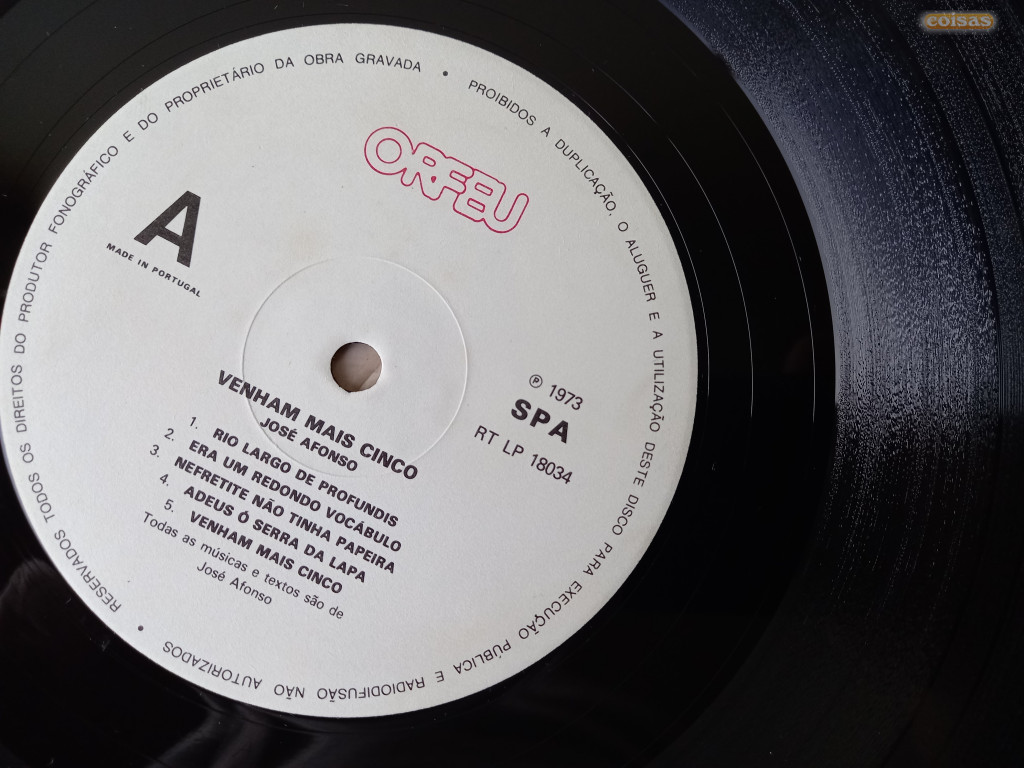 coisas
RESERVADOS TODOS OS DIREITOS DO PRODUTOR FONOGRÁFICO E DO PROPRIETÁRIO DA OBRA GRAVADA • PROIBIDOS A DUPLICAÇÃO, O ALUGUER E A UTILIZAÇÃO DESTE DISCO PARA EXECUÇÃO PÚBLICA E RADIODIFUSÃO NÃO AUTORIZADOS •
ORFEU
A
MADE IN PORTUGAL
℗ 1973
SPA
RT LP 18034
VENHAM MAIS CINCO
JOSÉ AFONSO
1. RIO LARGO DE PROFUNDIS
2. ERA UM REDONDO VOCÁBULO
3. NEFRETITE NÃO TINHA PAPEIRA
4. ADEUS Ó SERRA DA LAPA
5. VENHAM MAIS CINCO
Todas as músicas e textos são de
José Afonso